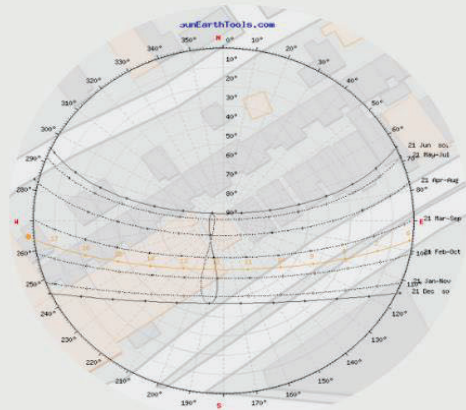 SunEarthTools.com
N
0°
350° 10°
340° 20°
330° 30°
320° 40°
310° 50°
300° 60°
290° 70°
280° 80°
10°
20°
30°
40°
50°
60°
70°
80°
90°
21 Jun
21 May-Jul
21 Apr-Aug
21 Mar-Sep
W E
21 Feb-Oct
260° 100°
21 Jan-Nov
250° 110°
21 Dec
240° 120°
230° 130°
220° 140°
210° 150°
200° 160°
190° 170°
S